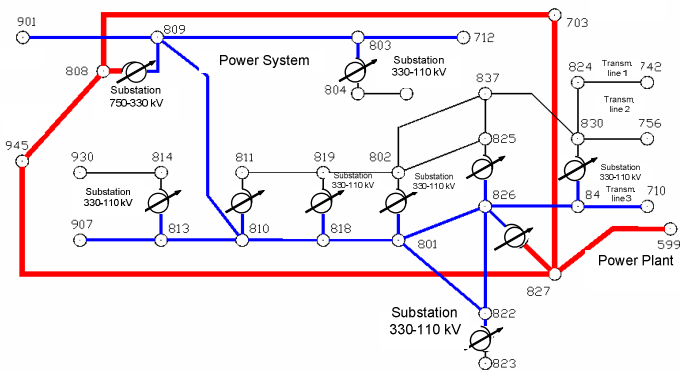 901
809
803
712
703
Power System
Substation
330-110 kV
808
Substation
750-330 kV
804
837
824
Transm.
line 1
742
Transm.
line 2
825
830
756
945
930
814
811
819
802
Substation
330-110 kV
Substation
330-110 kV
Substation
330-110 kV
Substation
330-110 kV
826
84
Transm.
line3
710
907
813
810
818
801
599
Power Plant
827
Substation
330-110 kV
822
823